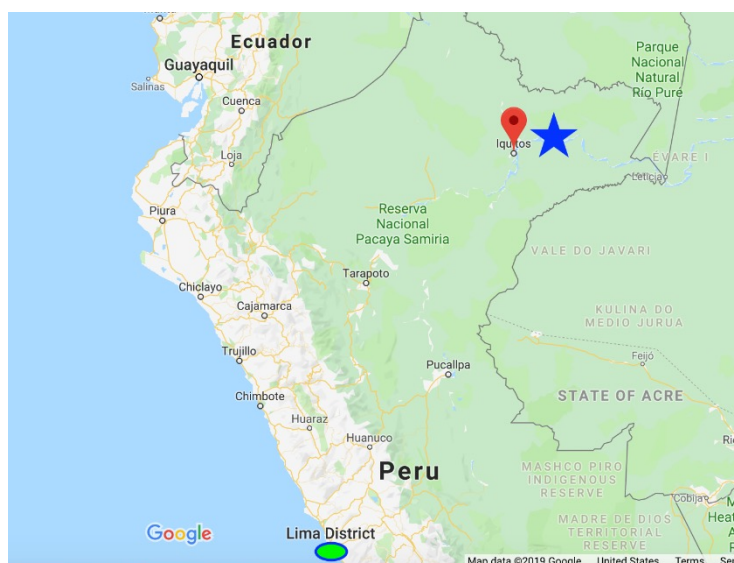 Ecuador
Parque
Nacional
Natural
Río Puré
Guayaquil
Salinas
Cuenca
Iquitos
ÉVARE I
Loja
Leticia
Piura
Reserva
Nacional
Pacaya Samiria
VALE DO JAVARI
Tarapoto
Chiclayo
Cajamarca
KULINA DO
MEDIO JURUA
Trujillo
Feijó
Pucallpa
Chimbote
STATE OF ACRE
Huaraz
Huanuco
Peru
MASHCO PIRO
INDIGENOUS
RESERVE
Cobija
Google
Lima District
MADRE DE DIOS
TERRITORIAL
RESERVE
Map data ©2019 Google United States Terms